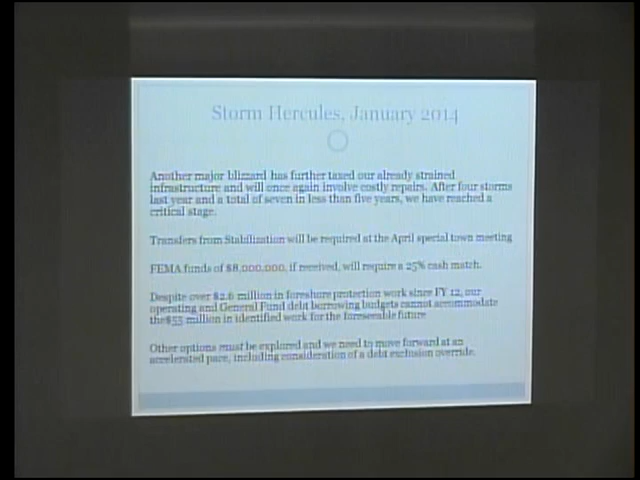 Storm Hercules, January 2014
Another major blizzard has further taxed our already strained
infrastructure and will once again involve costly repairs. After four storms
last year and a total of seven in less than five years, we have reached a
critical stage.
Transfers from Stabilization will be required at the April special town meeting
FEMA funds of $8,000,000, if received, will require a 25% cash match.
Despite over $2.6 million in foreshore protection work since FY 12, our
operating and General Fund debt borrowing budgets cannot accommodate
the$55 million in identified work for the foreseeable future
Other options must be explored and we need to move forward at an
accelerated pace, including consideration of a debt exclusion override.